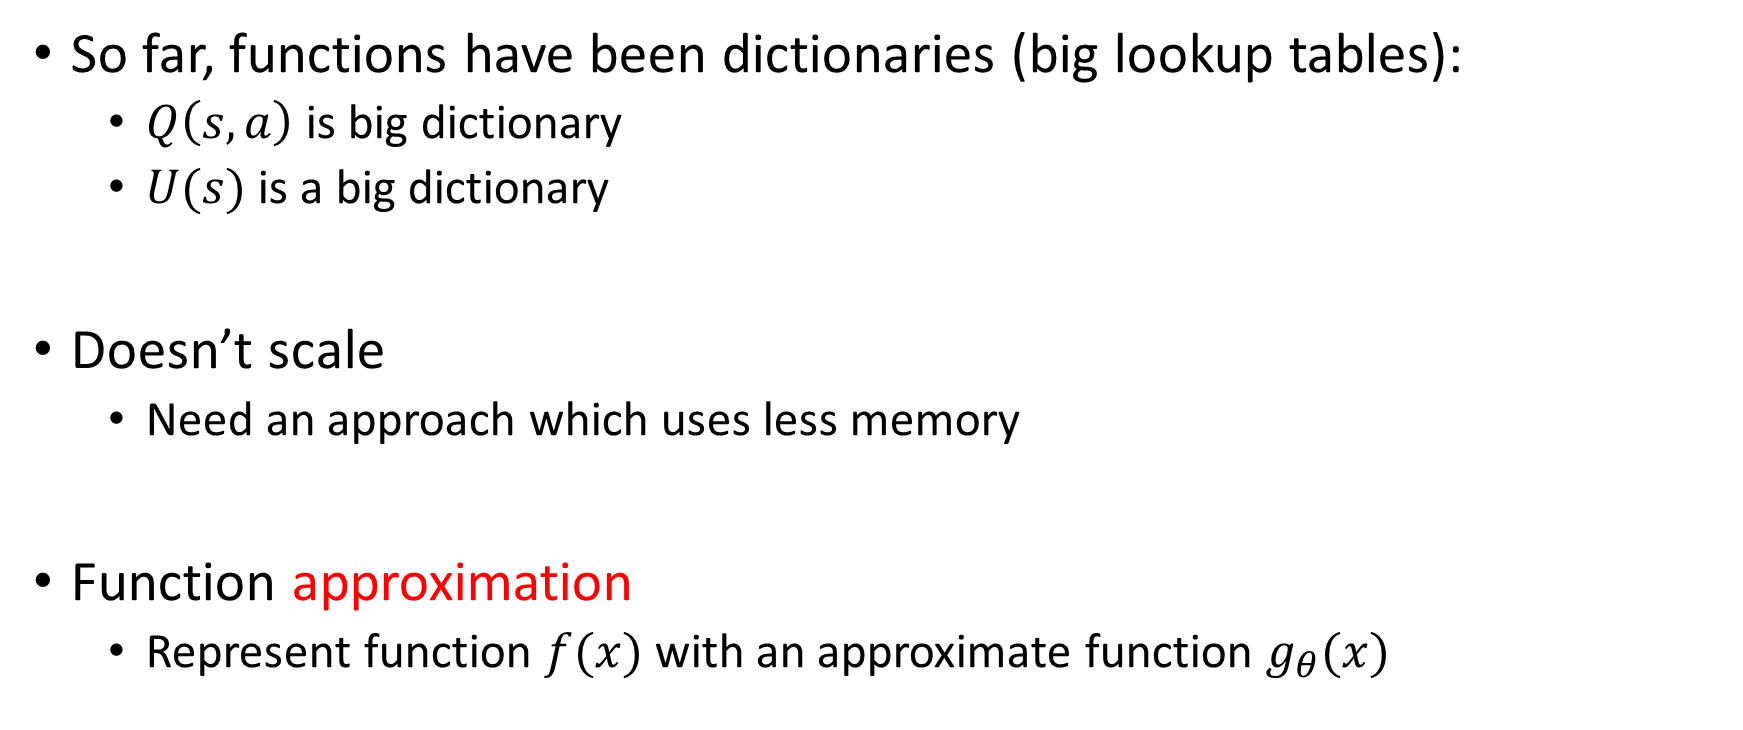 • So far, functions have been dictionaries (big lookup tables):
• Q(s, a) is big dictionary
• U(s) is a big dictionary
• Doesn’t scale
• Need an approach which uses less memory
• Function approximation
• Represent function f(x) with an approximate function g_θ(x)